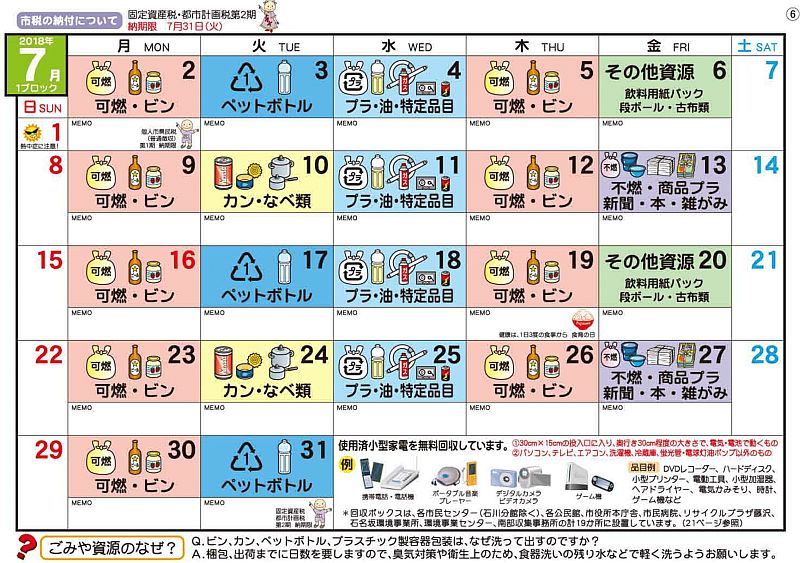 市税の納付について
固定資産税・都市計画税第2期
納期限 7月31日(火)
⑥
2018年
7月
1ブロック
月 MON
火 TUE
水 WED
木 THU
金 FRI
土 SAT
日 SUN
1
熱中症に注意!
可燃
2
可燃・ビン
MEMO
個人市県民税
(普通徴収)
第1期 納期限
3
ペットボトル
MEMO
プラ
4
プラ・油・特定品目
MEMO
可燃
5
可燃・ビン
MEMO
その他資源 6
飲料用紙パック
段ボール・古布類
MEMO
7
8
可燃
9
可燃・ビン
MEMO
10
カン・なべ類
MEMO
プラ
11
プラ・油・特定品目
MEMO
可燃
12
可燃・ビン
MEMO
不燃
13
不燃・商品プラ
新聞・本・雑がみ
MEMO
14
15
可燃
16
可燃・ビン
MEMO
17
ペットボトル
MEMO
プラ
18
プラ・油・特定品目
MEMO
可燃
19
可燃・ビン
MEMO
健康は、1日3度の食事から 食育の日
その他資源 20
飲料用紙パック
段ボール・古布類
MEMO
21
22
可燃
23
可燃・ビン
MEMO
24
カン・なべ類
MEMO
プラ
25
プラ・油・特定品目
MEMO
可燃
26
可燃・ビン
MEMO
不燃
27
不燃・商品プラ
新聞・本・雑がみ
MEMO
28
29
可燃
30
可燃・ビン
MEMO
31
ペットボトル
MEMO
固定資産税
都市計画税
第2期 納期限
使用済小型家電を無料回収しています。
①30cm×15cmの投入口に入り、奥行き30cm程度の大きさで、電気・電池で動くもの
②パソコン、テレビ、エアコン、洗濯機、冷蔵庫、蛍光管・電球灯油ポンプ以外のもの
例
携帯電話・電話機
ポータブル音楽
プレーヤー
デジタルカメラ
ビデオカメラ
ゲーム機
品目例 DVDレコーダー、ハードディスク、
小型プリンター、電動工具、小型加湿器、
ヘアドライヤー、電気かみそり、時計、
ゲーム機など
*回収ボックスは、各市民センター(石川分館除く)、各公民館、市役所本庁舎、市民病院、リサイクルプラザ藤沢、
石名坂環境事業所、環境事業センター、南部収集事務所の計19カ所に設置しています。(21ページ参照)
ごみや資源のなぜ?
Q.ビン、カン、ペットボトル、プラスチック製容器包装は、なぜ洗って出すのですか?
A.梱包、出荷までに日数を要しますので、臭気対策や衛生上のため、食器洗いの残り水などで軽く洗うようお願いします。